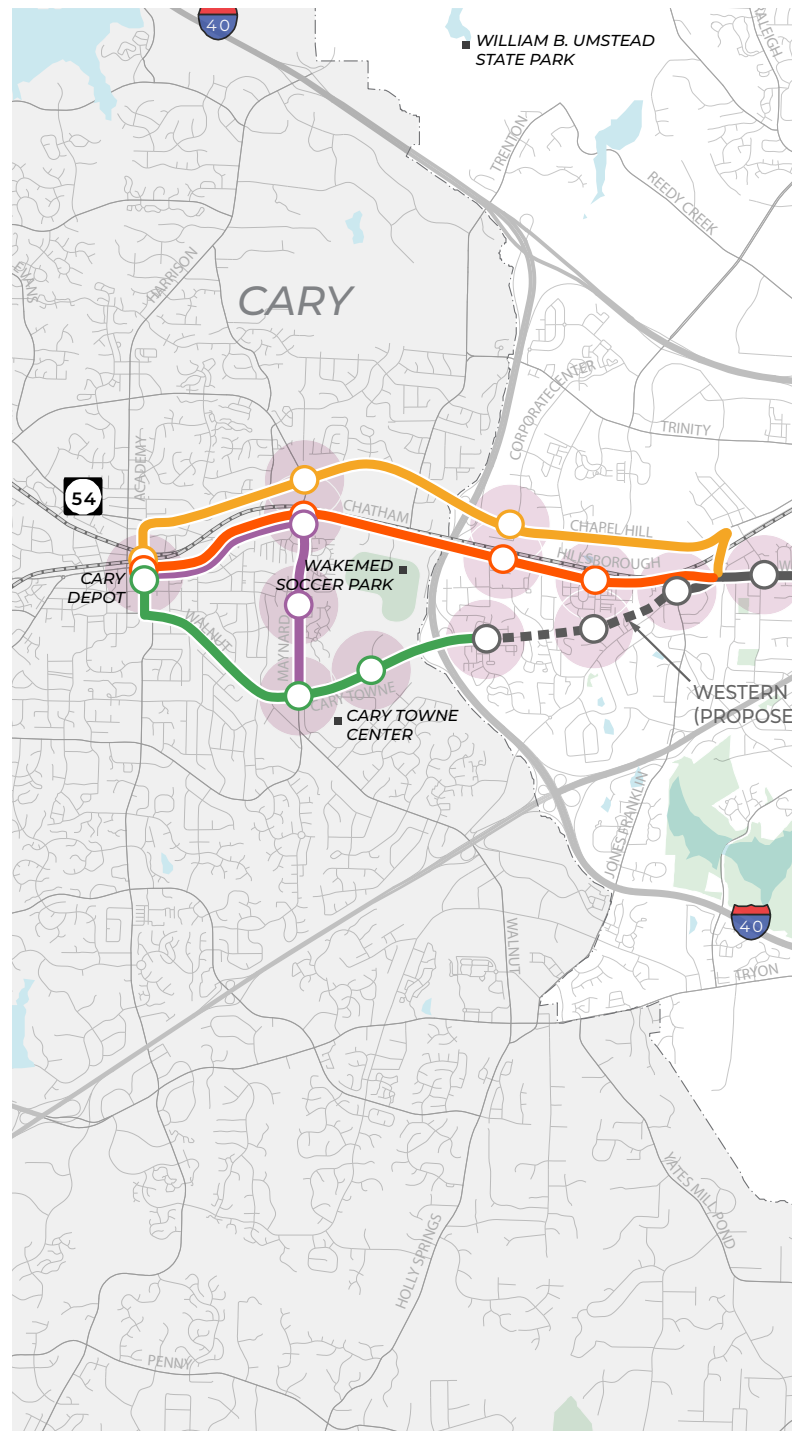 40
WILLIAM B. UMSTEAD
STATE PARK
RALEIGH
TRENTON
REEDY CREEK
EVANS
HARRISON
CARY
CORPORATE CENTER
TRINITY
ACADEMY
54
CHATHAM
CHAPEL HILL
HILLSBOROUGH
WAKEMED
SOCCER PARK
CARY
DEPOT
WALNUT
MAYNARD
CARY TOWNE
WESTERN
(PROPOSE
CARY TOWNE
CENTER
JONES FRANKLIN
40
WALNUT
TRYON
YATES MILL POND
HOLLY SPRINGS
PENNY